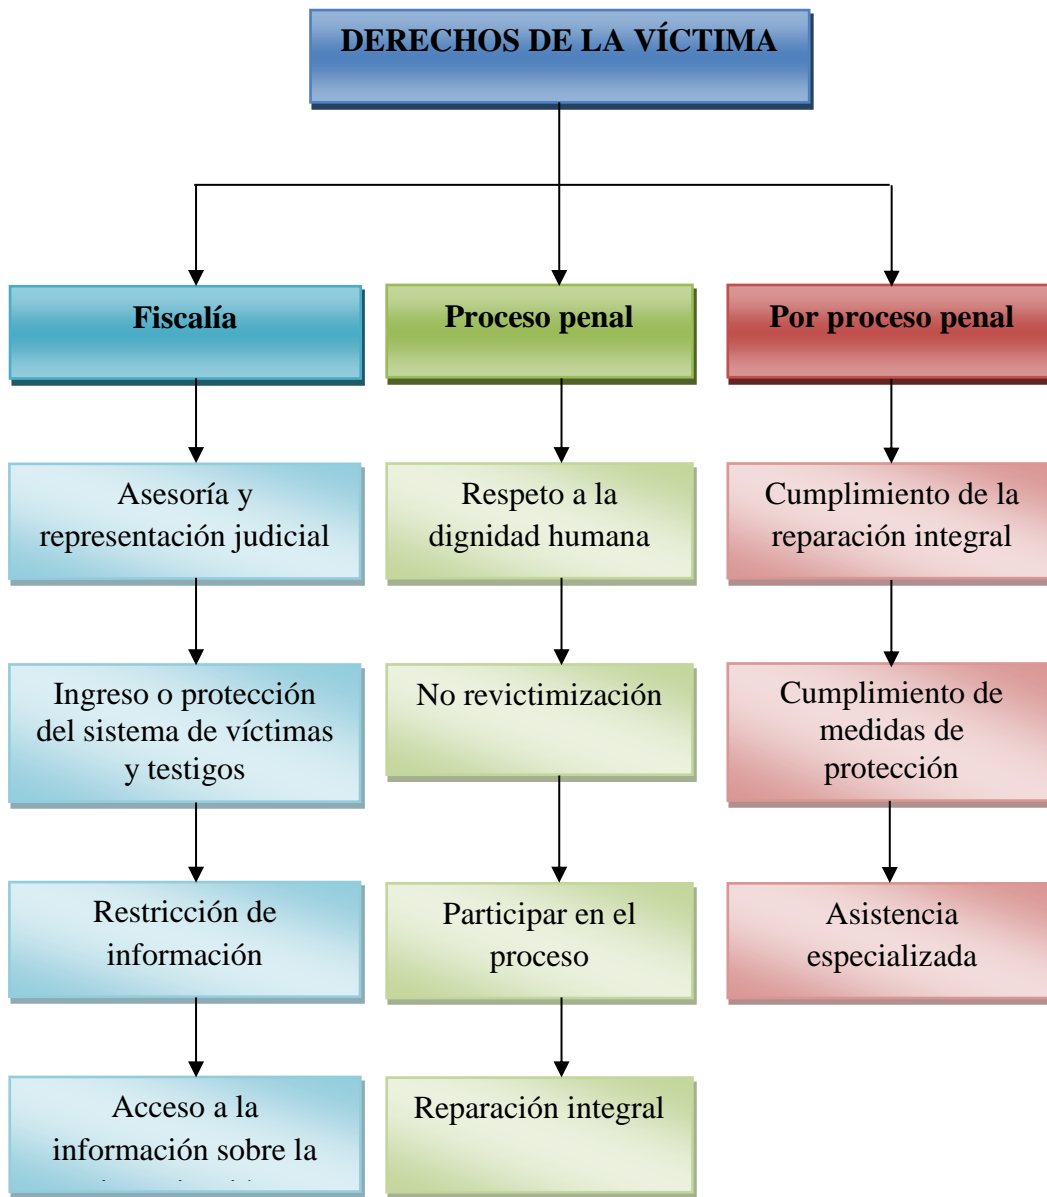 DERECHOS DE LA VÍCTIMA
Fiscalía
Proceso penal
Por proceso penal
Asesoría y
representación judicial
Respeto a la
dignidad humana
Cumplimiento de la
reparación integral
Ingreso o protección
del sistema de víctimas
y testigos
No revictimización
Cumplimiento de
medidas de
protección
Restricción de
información
Participar en el
proceso
Asistencia
especializada
Acceso a la
información sobre la
Reparación integral